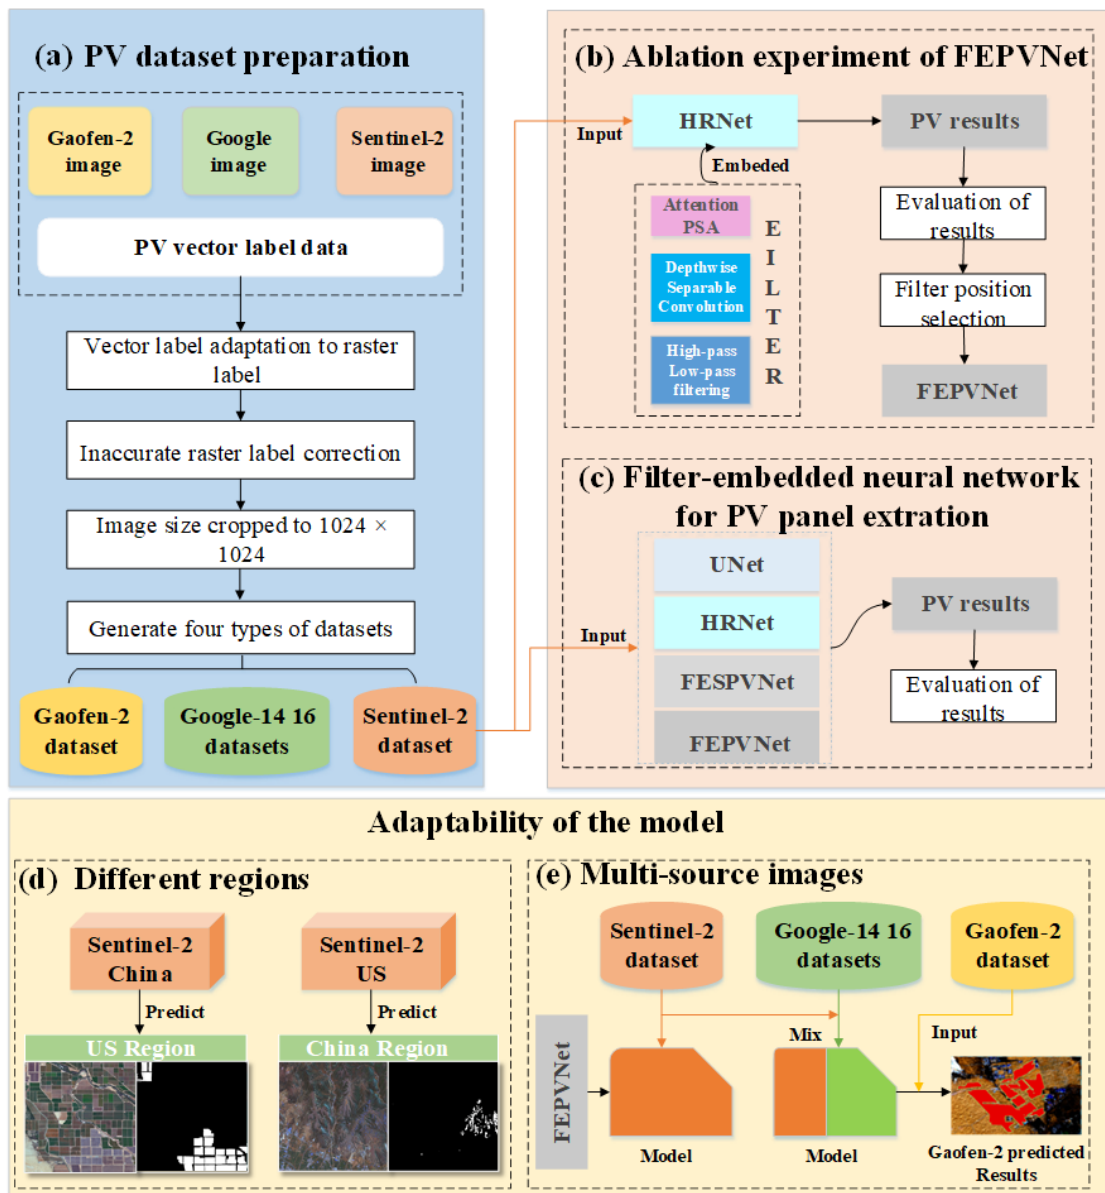 (a) PV dataset preparation
Gaofen-2
image
Google
image
Sentinel-2
image
PV vector label data
Vector label adaptation to raster
label
Inaccurate raster label correction
Image size cropped to 1024 ×
1024
Generate four types of datasets
Gaofen-2
dataset
Google-14 16
datasets
Sentinel-2
dataset
(b) Ablation experiment of FEPVNet
Input
HRNet
Embeded
Attention
PSA
Depthwise
Separable
Convolution
High-pass
Low-pass
filtering
E
I
L
T
E
R
PV results
Evaluation of
results
Filter position
selection
FEPVNet
(c) Filter-embedded neural network
for PV panel extration
Input
UNet
HRNet
FESPVNet
FEPVNet
PV results
Evaluation of
results
Adaptability of the model
(d) Different regions
Sentinel-2
China
Predict
US Region
Sentinel-2
US
Predict
China Region
(e) Multi-source images
Sentinel-2
dataset
Google-14 16
datasets
Gaofen-2
dataset
Mix
Input
FEPVNet
Model
Model
Gaofen-2 predicted
Results